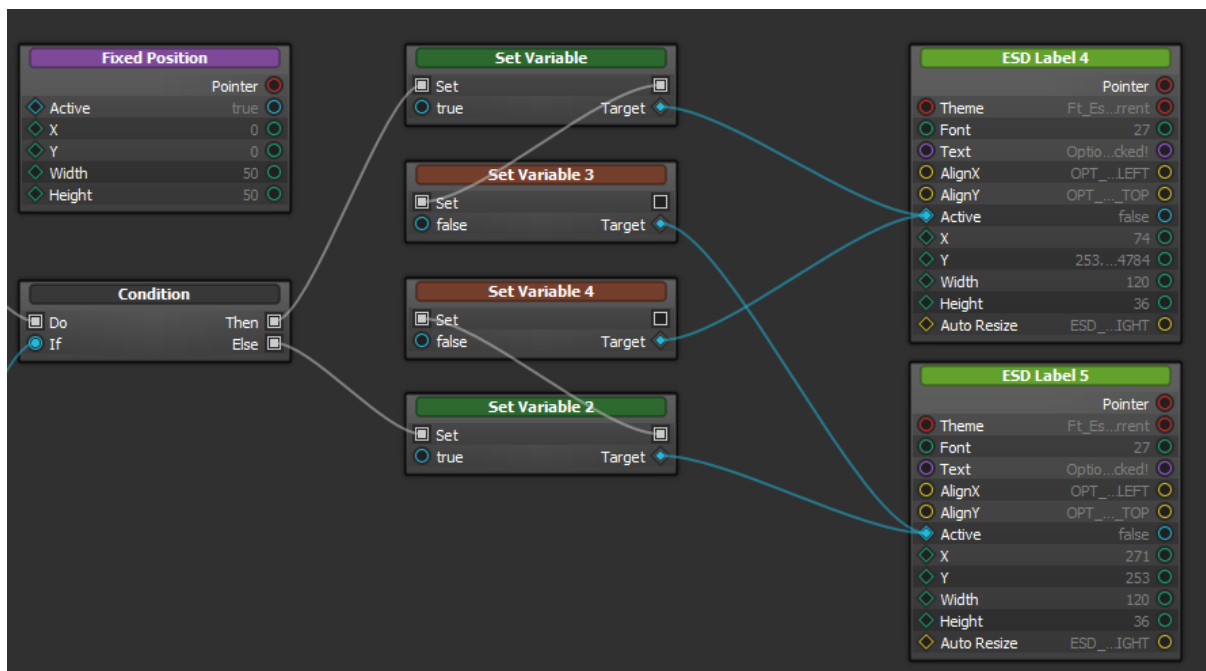 Fixed Position
Pointer
Active true
X 0
Y 0
Width 50
Height 50
Condition
Do Then
If Else
Set Variable
Set
true Target
Set Variable 3
Set
false Target
Set Variable 4
Set
false Target
Set Variable 2
Set
true Target
ESD Label 4
Pointer
Theme Ft_Es...rrent
Font 27
Text Optio...cked!
AlignX OPT_...LEFT
AlignY OPT_..._TOP
Active false
X 74
Y 253....4784
Width 120
Height 36
Auto Resize ESD_...IGHT
ESD Label 5
Pointer
Theme Ft_Es...rrent
Font 27
Text Optio...cked!
AlignX OPT_...LEFT
AlignY OPT_..._TOP
Active false
X 271
Y 253
Width 120
Height 36
Auto Resize ESD_...IGHT